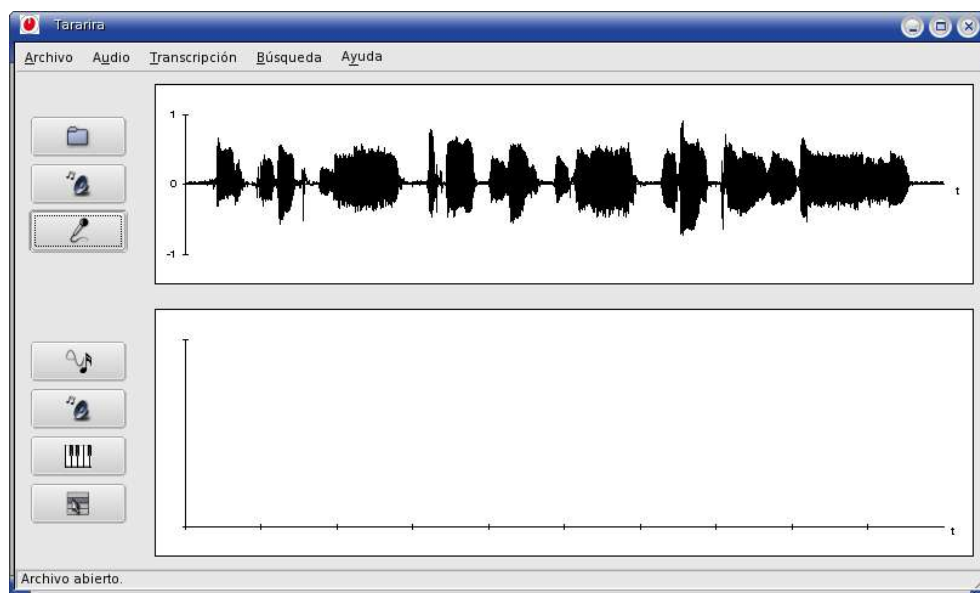 Tararira
Archivo Audio Transcripción Búsqueda Ayuda
1
0
t
-1
t
Archivo abierto.